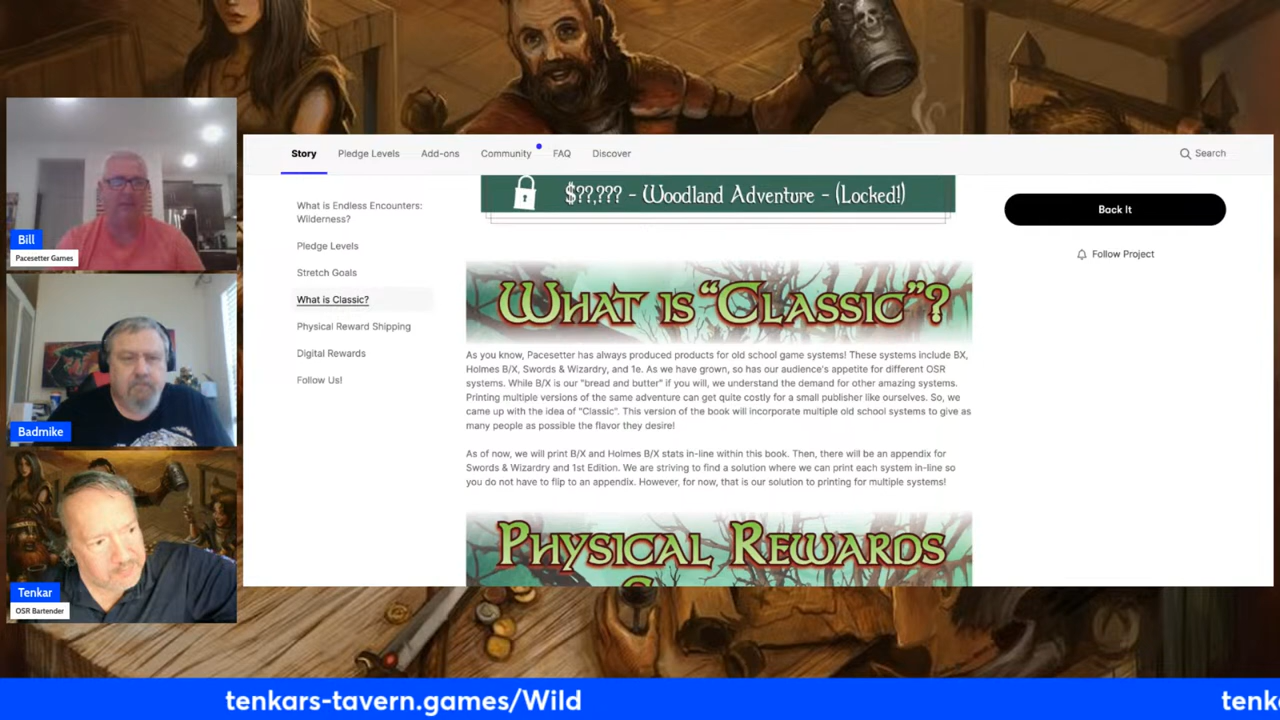 Story Pledge Levels Add-ons Community FAQ Discover Search
$??,??? - Woodland Adventure - (Locked!)
What is Endless Encounters:
Wilderness?
Pledge Levels
Stretch Goals
What is Classic?
Physical Reward Shipping
Digital Rewards
Follow Us!
Back It
Follow Project
What is "Classic"?
As you know, Pacesetter has always produced products for old school game systems! These systems include BX,
Holmes B/X, Swords & Wizardry, and 1e. As we have grown, so has our audience's appetite for different OSR
systems. While B/X is our "bread and butter" if you will, we understand the demand for other amazing systems.
Printing multiple versions of the same adventure can get quite costly for a small publisher like ourselves. So, we
came up with the idea of "Classic". This version of the book will incorporate multiple old school systems to give as
many people as possible the flavor they desire!
As of now, we will print B/X and Holmes B/X stats in-line within this book. Then, there will be an appendix for
Swords & Wizardry and 1st Edition. We are striving to find a solution where we can print each system in-line so
you do not have to flip to an appendix. However, for now, that is our solution to printing for multiple systems!
Physical Rewards
Bill
Pacesetter Games
Badmike
Tenkar
OSR Bartender
tenkars-tavern.games/Wild
tenk